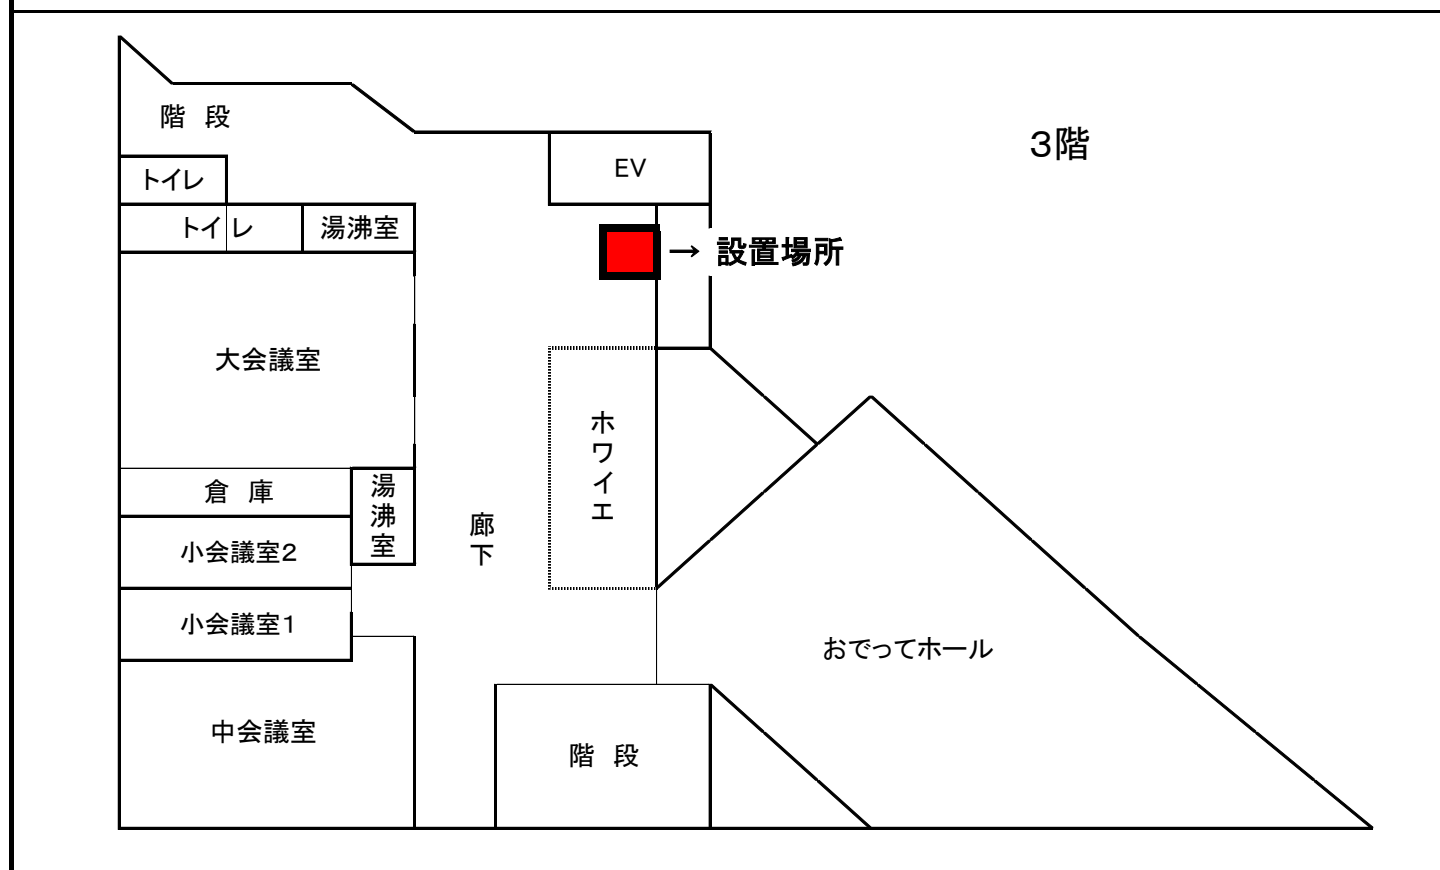 階 段
3階
EV
トイレ
トイレ
湯沸室
→ 設置場所
大会議室
ホワイエ
倉 庫
湯沸室
廊下
小会議室2
小会議室1
おでってホール
中会議室
階 段